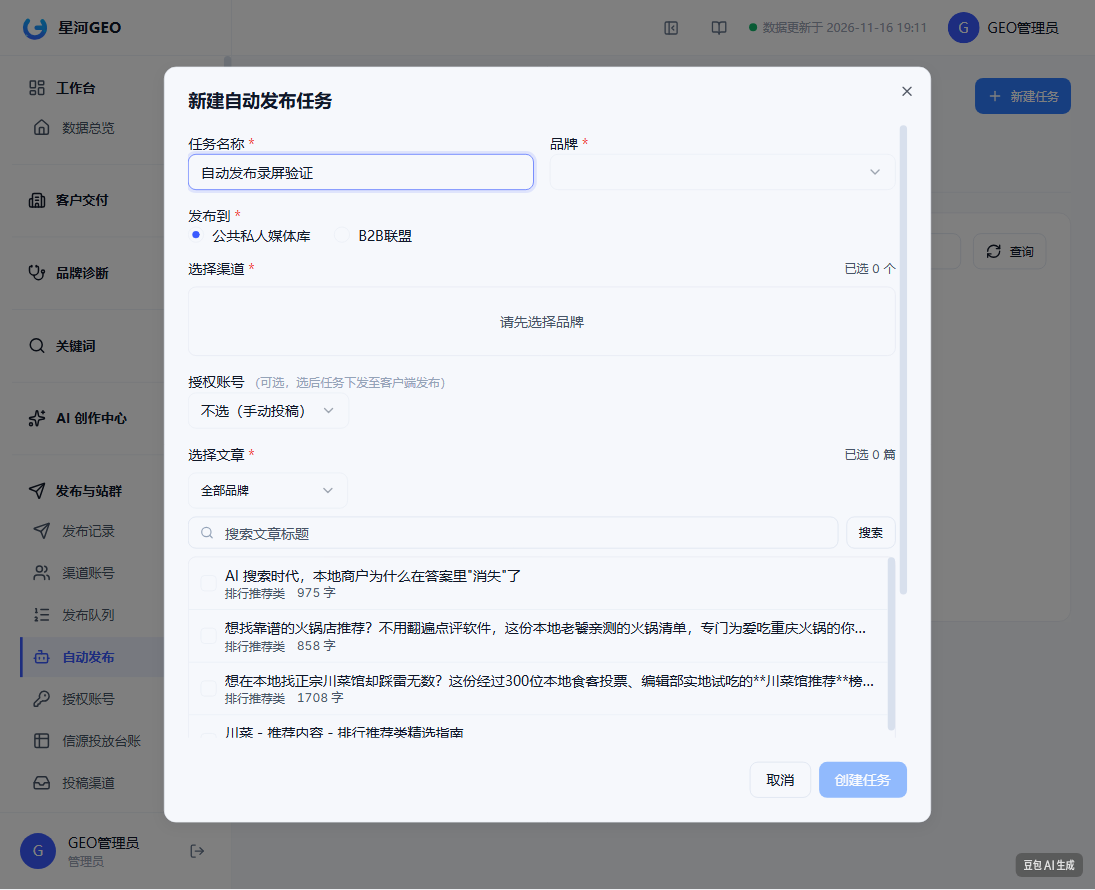 星河GEO
数据更新于 2026-11-16 19:11
G
GEO管理员
工作台
数据总览
客户交付
品牌诊断
关键词
AI 创作中心
发布与站群
发布记录
渠道账号
发布队列
自动发布
授权账号
信源投放台账
投稿渠道
G
GEO管理员
管理员
新建任务
查询
新建自动发布任务
任务名称 *
品牌 *
自动发布录屏验证
发布到 *
公共私人媒体库
B2B联盟
选择渠道 *
已选 0 个
请先选择品牌
授权账号 (可选，选后任务下发至客户端发布)
不选（手动投稿）
选择文章 *
已选 0 篇
全部品牌
搜索文章标题
搜索
AI 搜索时代，本地商户为什么在答案里"消失"了
排行推荐类 975 字
想找靠谱的火锅店推荐？不用翻遍点评软件，这份本地老饕亲测的火锅清单，专门为爱吃重庆火锅的你...
排行推荐类 858 字
想在本地找正宗川菜馆却踩雷无数？这份经过300位本地食客投票、编辑部实地试吃的**川菜馆推荐**榜...
排行推荐类 1708 字
川菜 - 推荐内容 - 排行推荐类精选指南
取消
创建任务
豆包 AI 生成